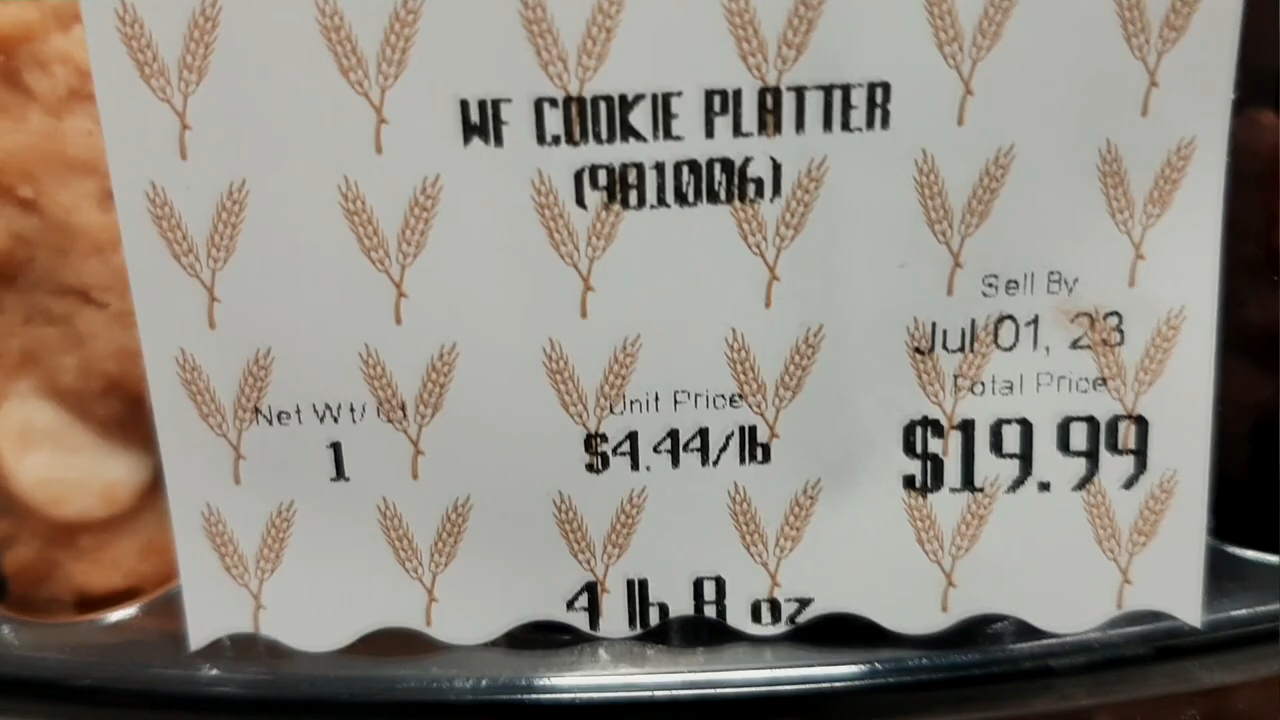 WF COOKIE PLATTER
(981006)
Sell By
Jul 01, 23
Net Wt/Ct
Unit Price
Total Price
1
$4.44/lb
$19.99
4 lb 8 oz